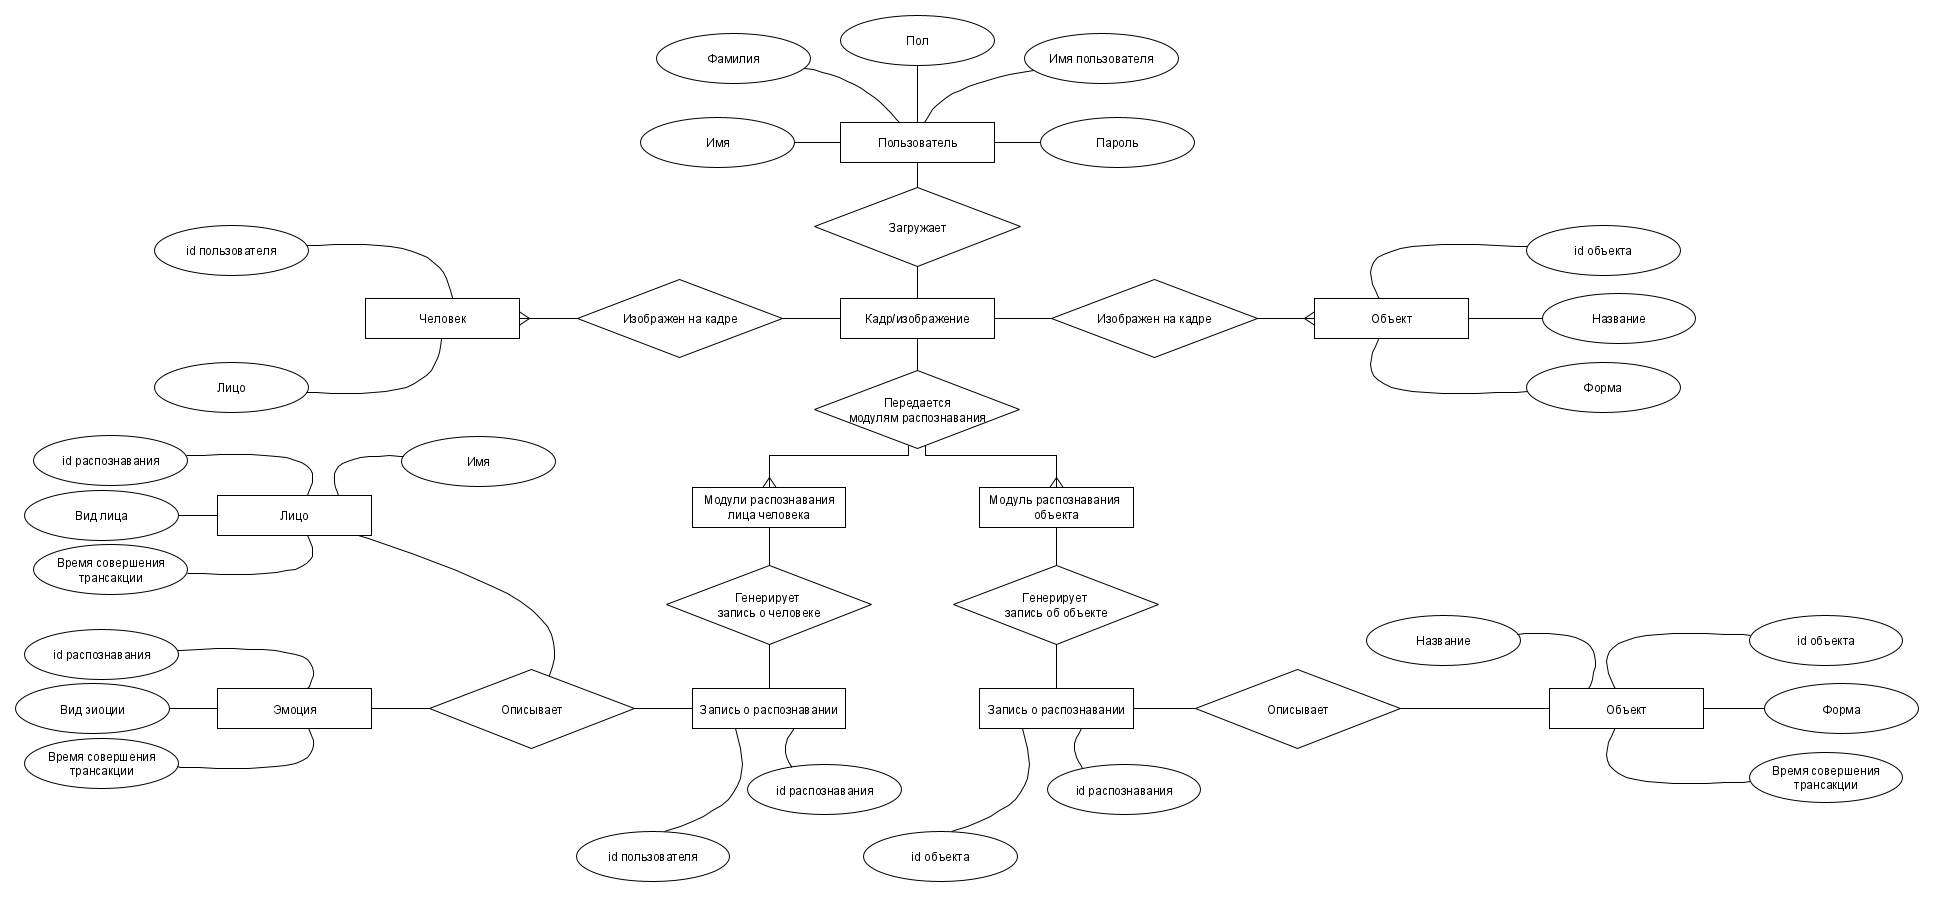 Пол
Фамилия
Имя пользователя
Имя
Пользователь
Пароль
Загружает
id пользователя
id объекта
Человек
Изображен на кадре
Кадр/изображение
Изображен на кадре
Объект
Название
Лицо
Форма
Передается
модулям распознавания
id распознавания
Имя
Вид лица
Лицо
Модули распознавания
лица человека
Модуль распознавания
объекта
Время совершения
трансакции
Генерирует
запись о человеке
Генерирует
запись об объекте
id распознавания
Название
id объекта
Вид эиоции
Эмоция
Описывает
Запись о распознавании
Запись о распознавании
Описывает
Объект
Форма
Время совершения
трансакции
id распознавания
id распознавания
Время совершения
трансакции
id пользователя
id объекта